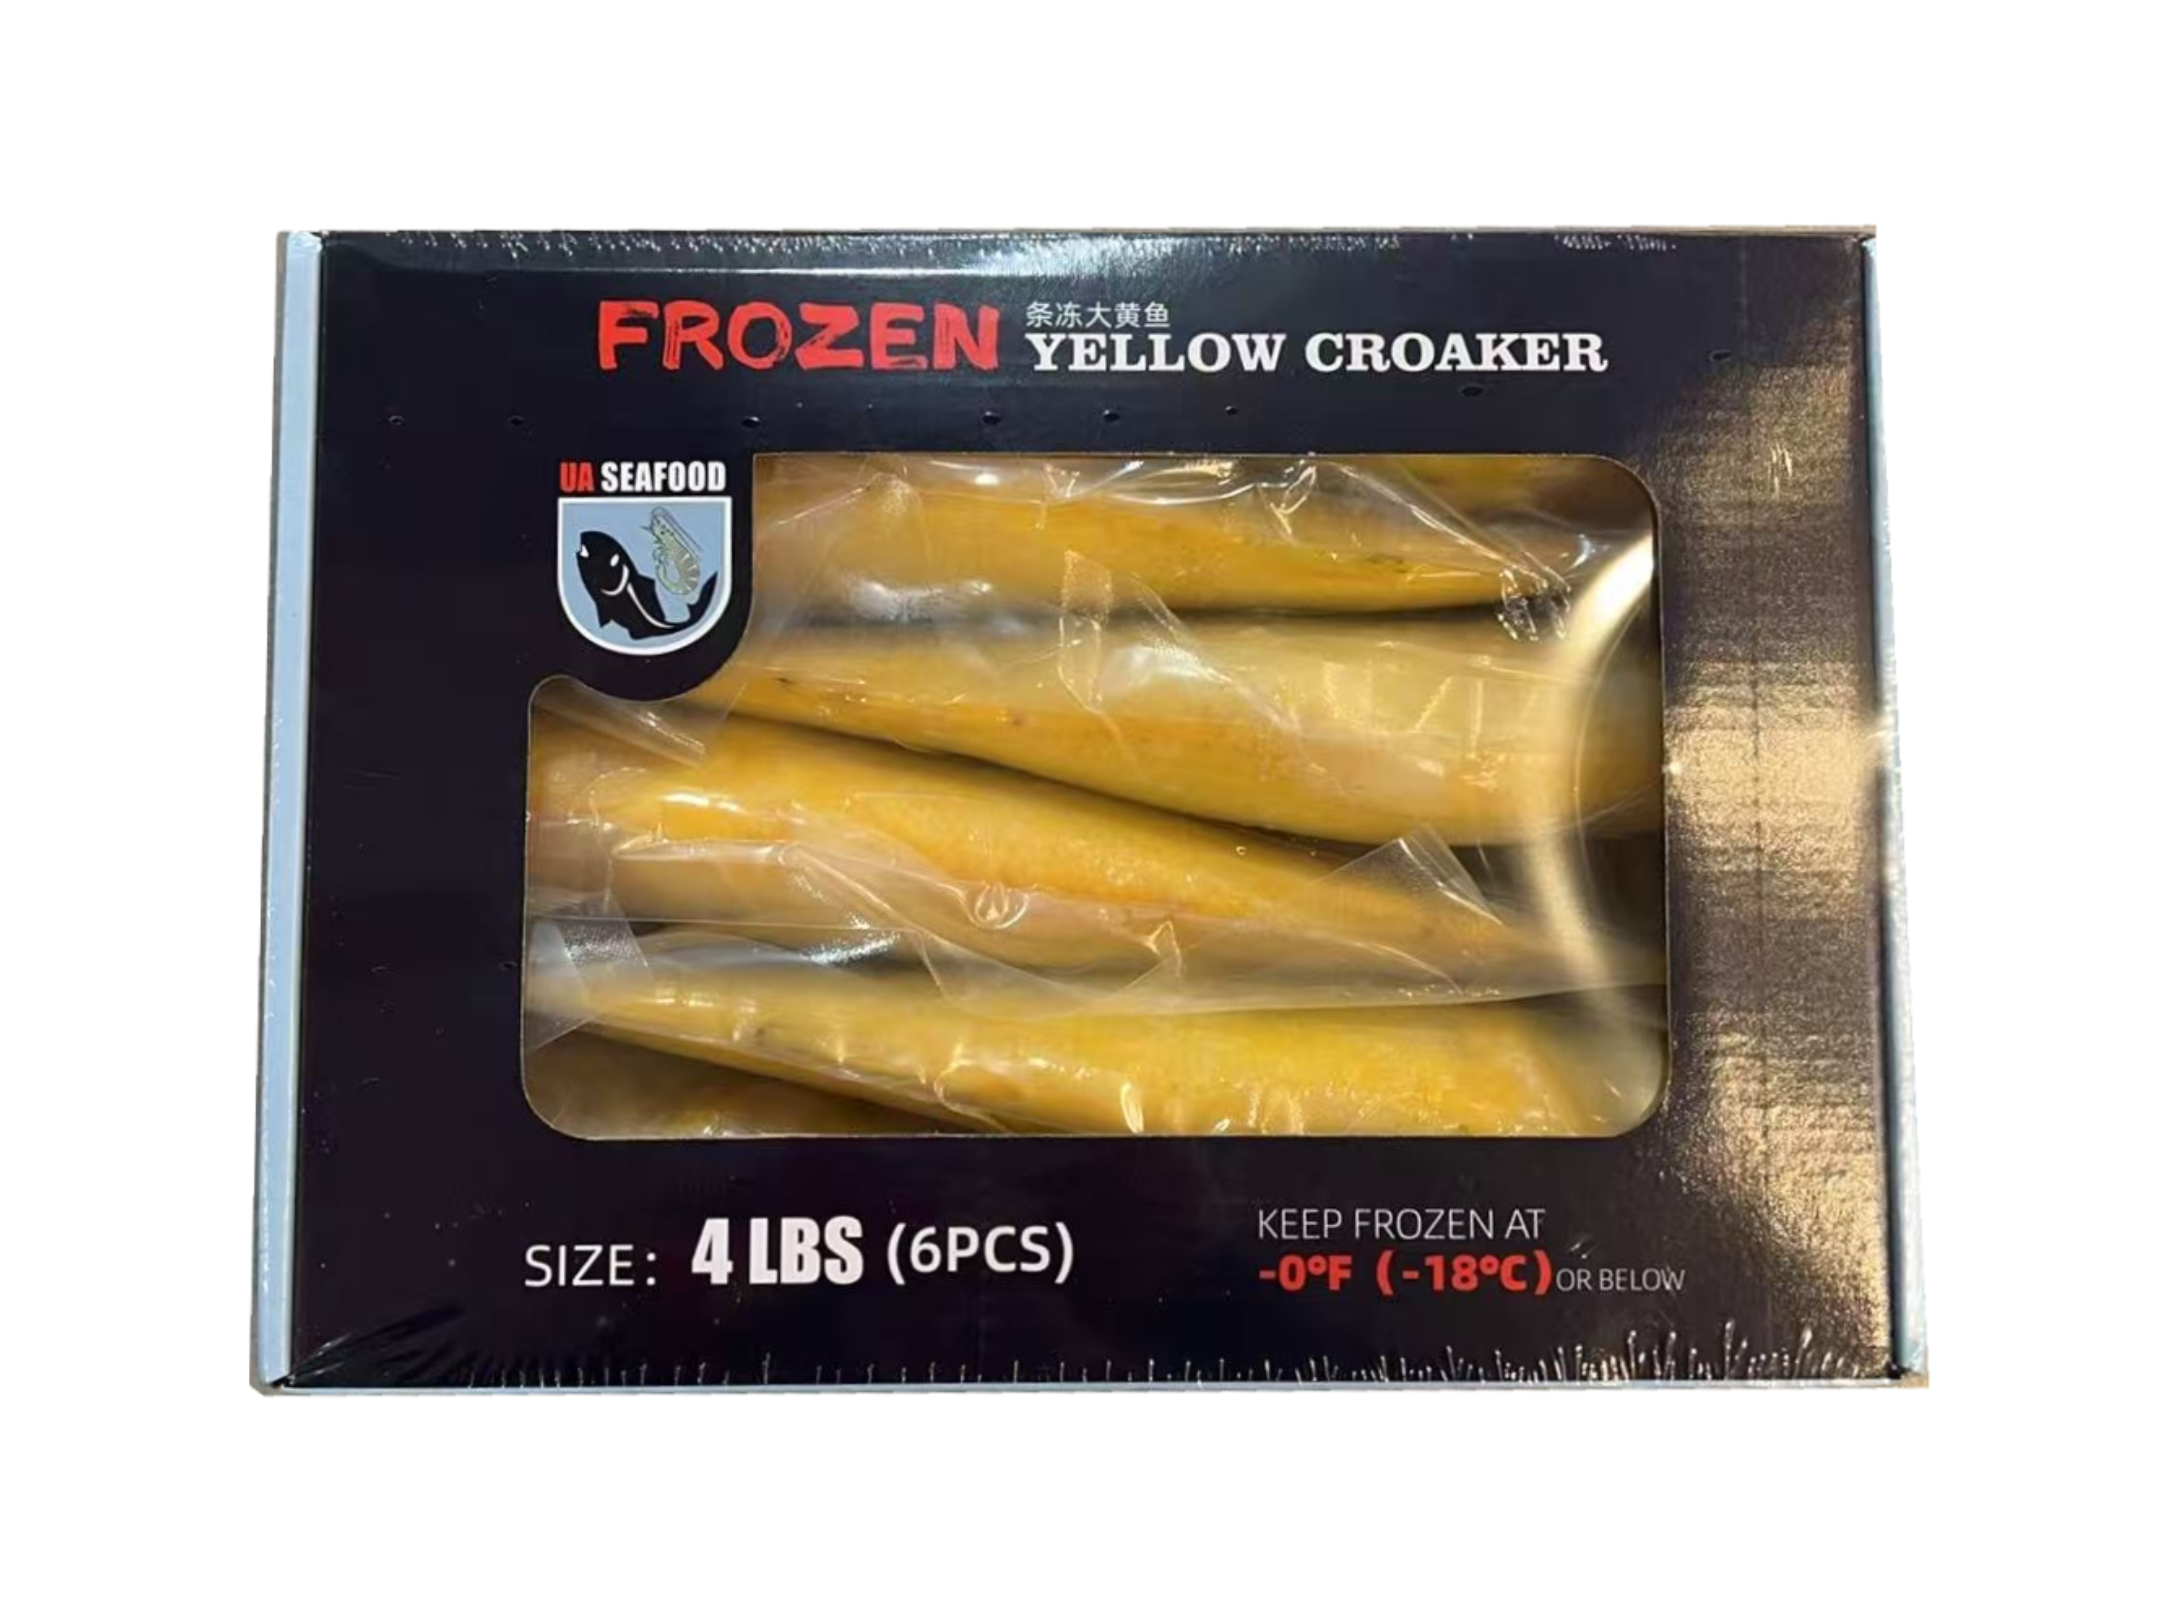 FROZEN
条冻大黄鱼
YELLOW CROAKER
UA SEAFOOD
SIZE: 4 LBS (6PCS)
KEEP FROZEN AT
-0°F (-18°C) OR BELOW